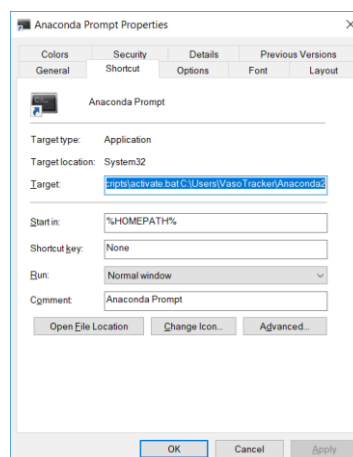 Anaconda Prompt Properties
Colors Security Details Previous Versions
General Shortcut Options Font Layout
Anaconda Prompt
Target type: Application
Target location: System32
Target: cripts\activate.bat C:\Users\VasoTracker\Anaconda2
Start in: %HOMEPATH%
Shortcut key: None
Run: Normal window
Comment: Anaconda Prompt
Open File Location Change Icon... Advanced...
OK Cancel Apply